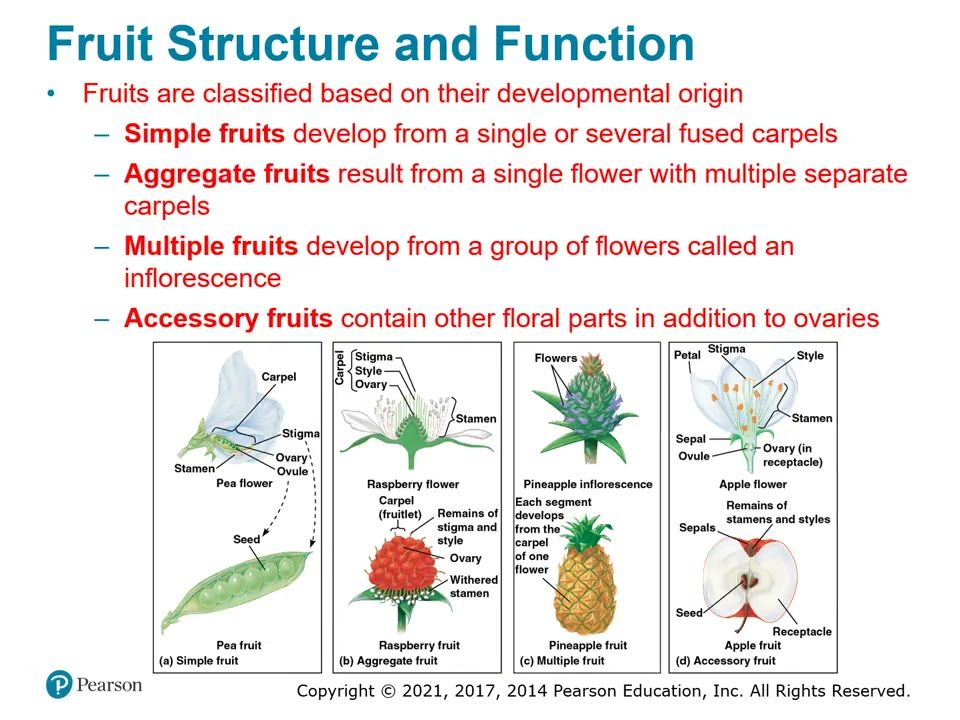 Fruit Structure and Function
• Fruits are classified based on their developmental origin
– Simple fruits develop from a single or several fused carpels
– Aggregate fruits result from a single flower with multiple separate
carpels
– Multiple fruits develop from a group of flowers called an
inflorescence
– Accessory fruits contain other floral parts in addition to ovaries
Carpel
Stigma
Ovary
Ovule
Stamen
Pea flower
Seed
Pea fruit
(a) Simple fruit
Carpel
Stigma
Style
Ovary
Stamen
Raspberry flower
Carpel
(fruitlet)
Remains of
stigma and
style
Ovary
Withered
stamen
Raspberry fruit
(b) Aggregate fruit
Flowers
Pineapple inflorescence
Each segment
develops
from the
carpel
of one
flower
Pineapple fruit
(c) Multiple fruit
Petal
Stigma
Style
Stamen
Sepal
Ovule
Ovary (in
receptacle)
Apple flower
Remains of
stamens and styles
Sepals
Seed
Receptacle
Apple fruit
(d) Accessory fruit
P Pearson
Copyright © 2021, 2017, 2014 Pearson Education, Inc. All Rights Reserved.